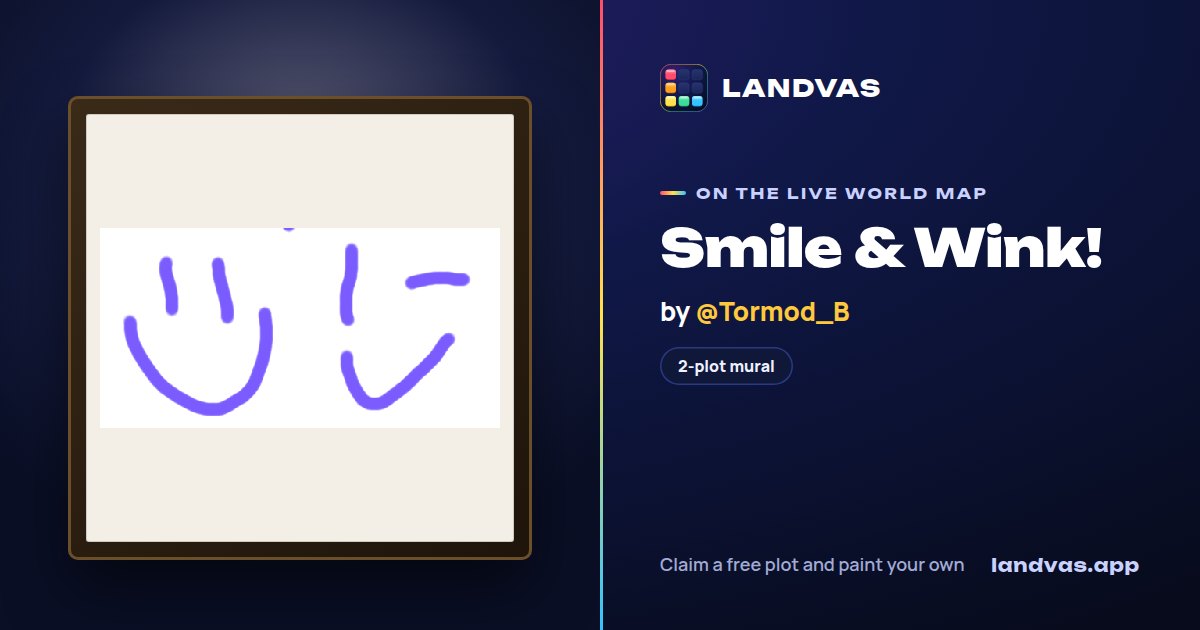 LANDVAS
ON THE LIVE WORLD MAP
Smile & Wink!
by @Tormod_B
2-plot mural
Claim a free plot and paint your own landvas.app